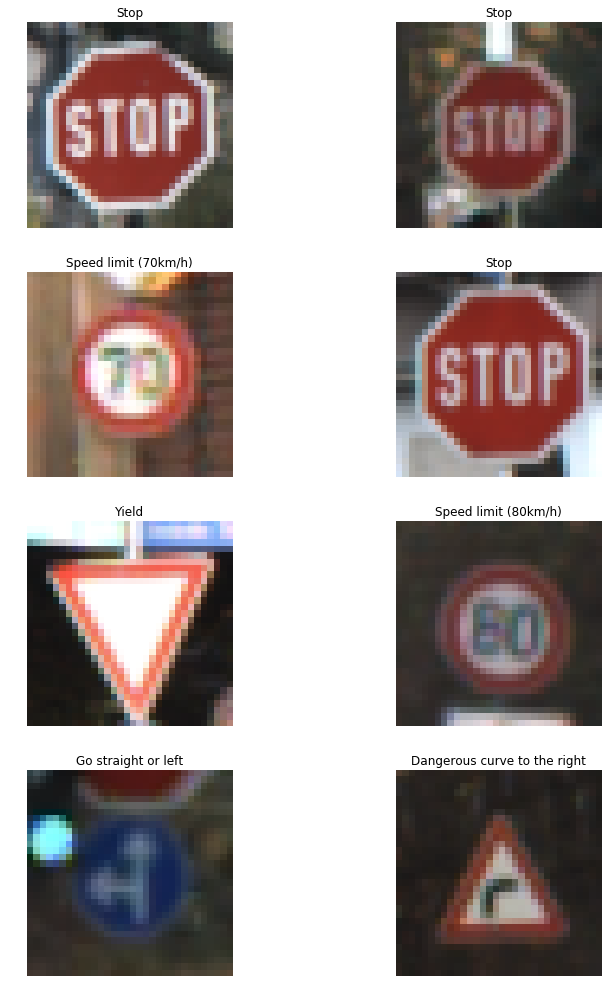 Stop
Stop
STOP
STOP
Speed limit (70km/h)
Stop
70
STOP
Yield
Speed limit (80km/h)
Go straight or left
Dangerous curve to the right